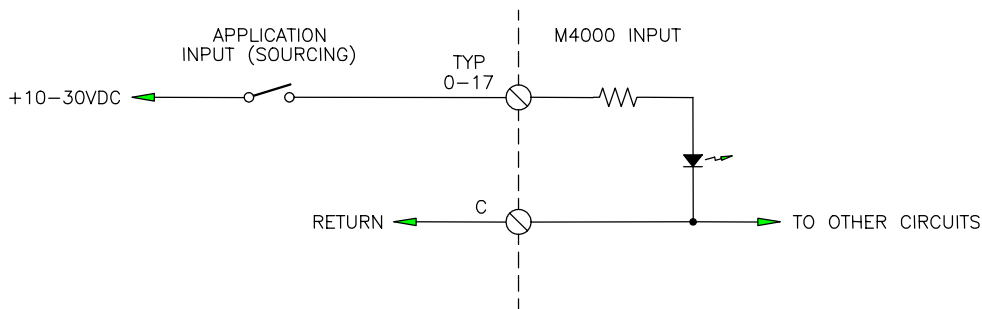 APPLICATION
INPUT (SOURCING)
M4000 INPUT
TYP
0-17
+10-30VDC
C
RETURN
TO OTHER CIRCUITS